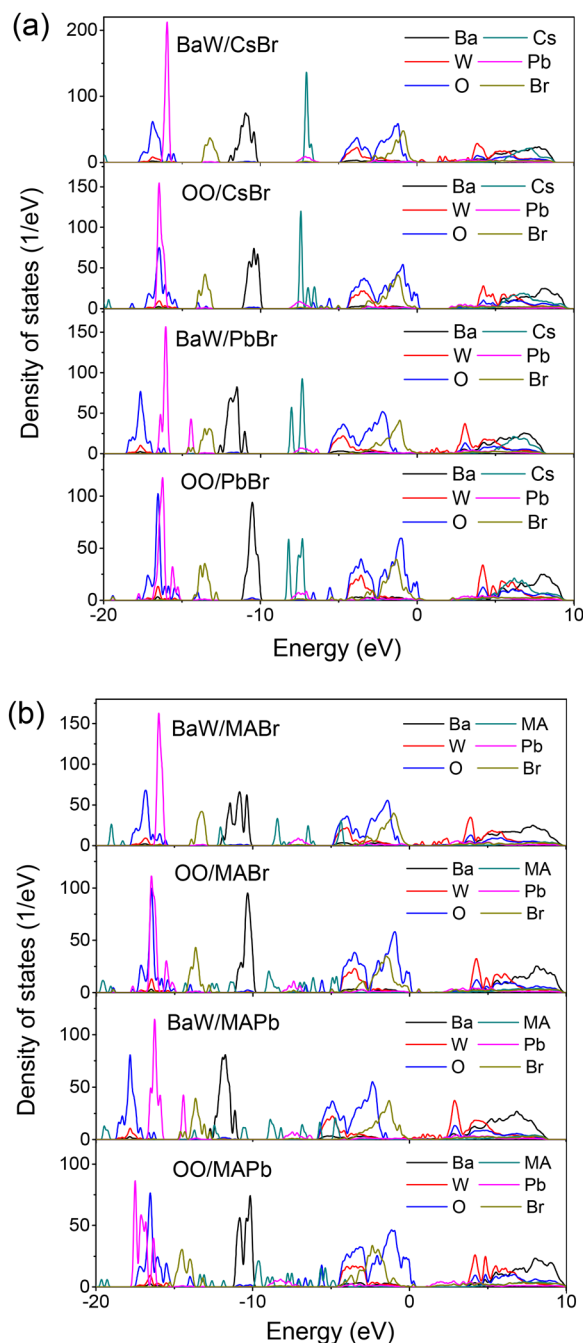 (a)
BaW/CsBr
Ba Cs
W Pb
O Br
200
150
100
50
0
OO/CsBr
Ba Cs
W Pb
O Br
150
100
50
0
BaW/PbBr
Ba Cs
W Pb
O Br
150
100
50
0
OO/PbBr
Ba Cs
W Pb
O Br
100
50
0
Density of states (1/eV)
-20 -10 0 10
Energy (eV)
(b)
BaW/MABr
Ba MA
W Pb
O Br
150
100
50
0
OO/MABr
Ba MA
W Pb
O Br
100
50
0
BaW/MAPb
Ba MA
W Pb
O Br
100
50
0
OO/MAPb
Ba MA
W Pb
O Br
100
50
0
Density of states (1/eV)
-20 -10 0 10
Energy (eV)